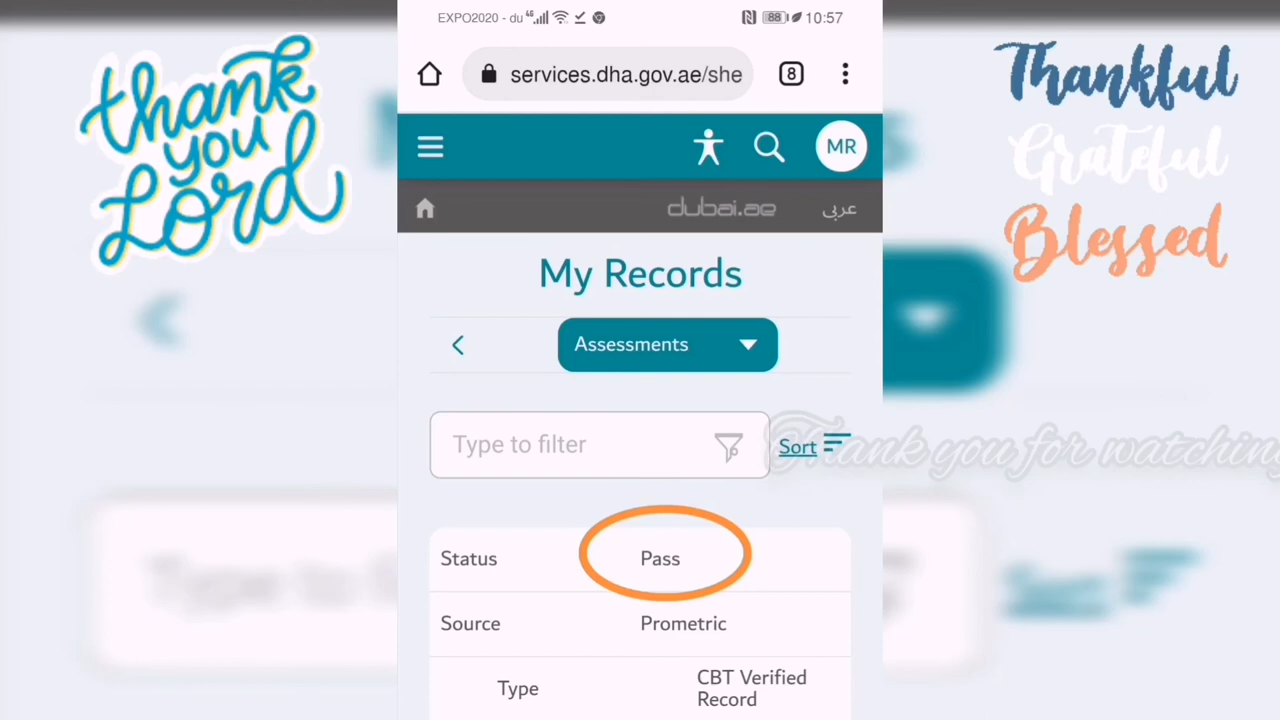 EXPO2020 - du 4G 88 10:57
services.dha.gov.ae/she 8
MR
dubai.ae عربي
My Records
Assessments
Type to filter Sort
Status Pass
Source Prometric
Type CBT Verified
Record
thank
you
Lord
Thankful
Grateful
Blessed
Thank you for watching